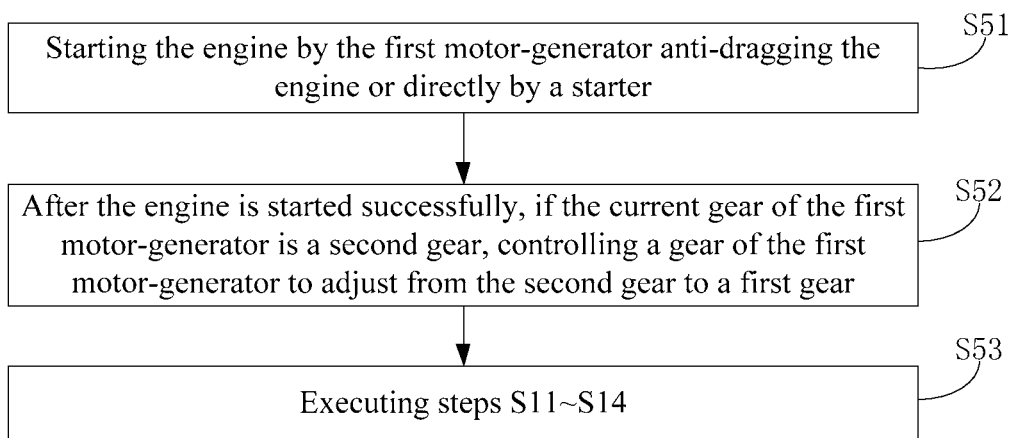 S51
Starting the engine by the first motor-generator anti-dragging the
engine or directly by a starter
S52
After the engine is started successfully, if the current gear of the first
motor-generator is a second gear, controlling a gear of the first
motor-generator to adjust from the second gear to a first gear
S53
Executing steps S11~S14